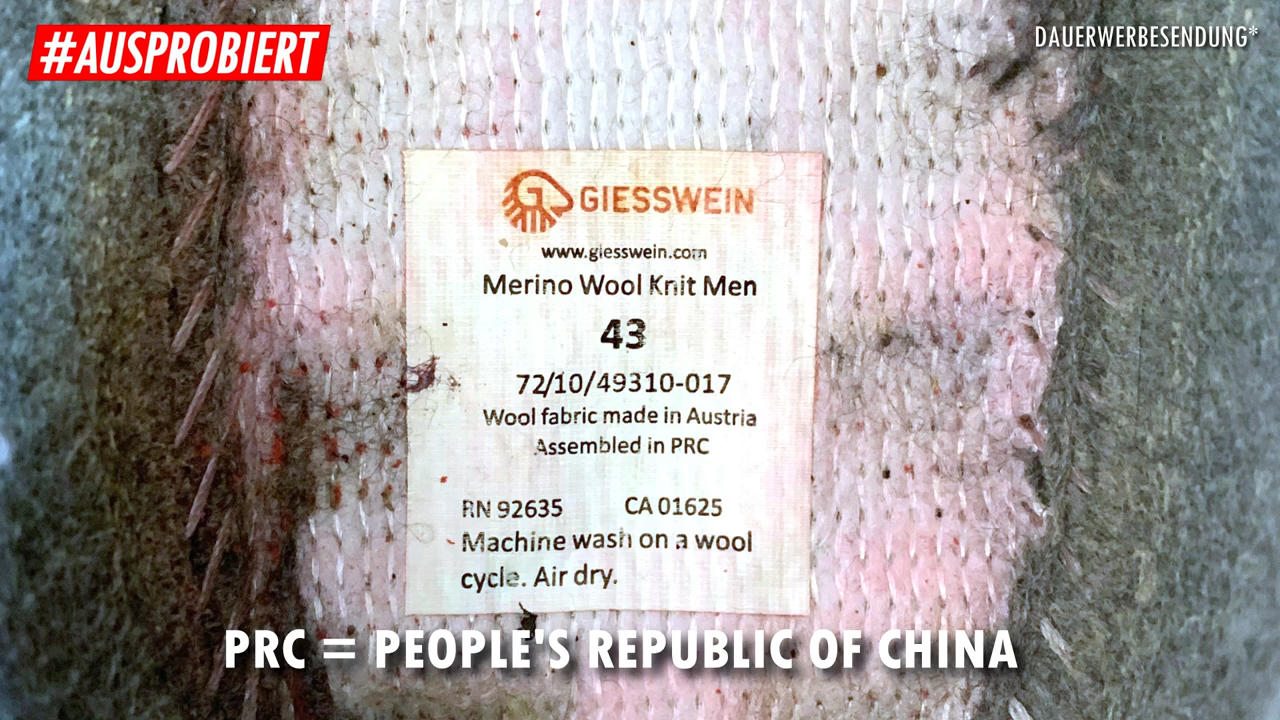 #AUSPROBIERT
DAUERWERBESENDUNG*
GIESSWEIN
www.giesswein.com
Merino Wool Knit Men
43
72/10/49310-017
Wool fabric made in Austria
Assembled in PRC
RN 92635 CA 01625
Machine wash on a wool
cycle. Air dry.
PRC = PEOPLE'S REPUBLIC OF CHINA